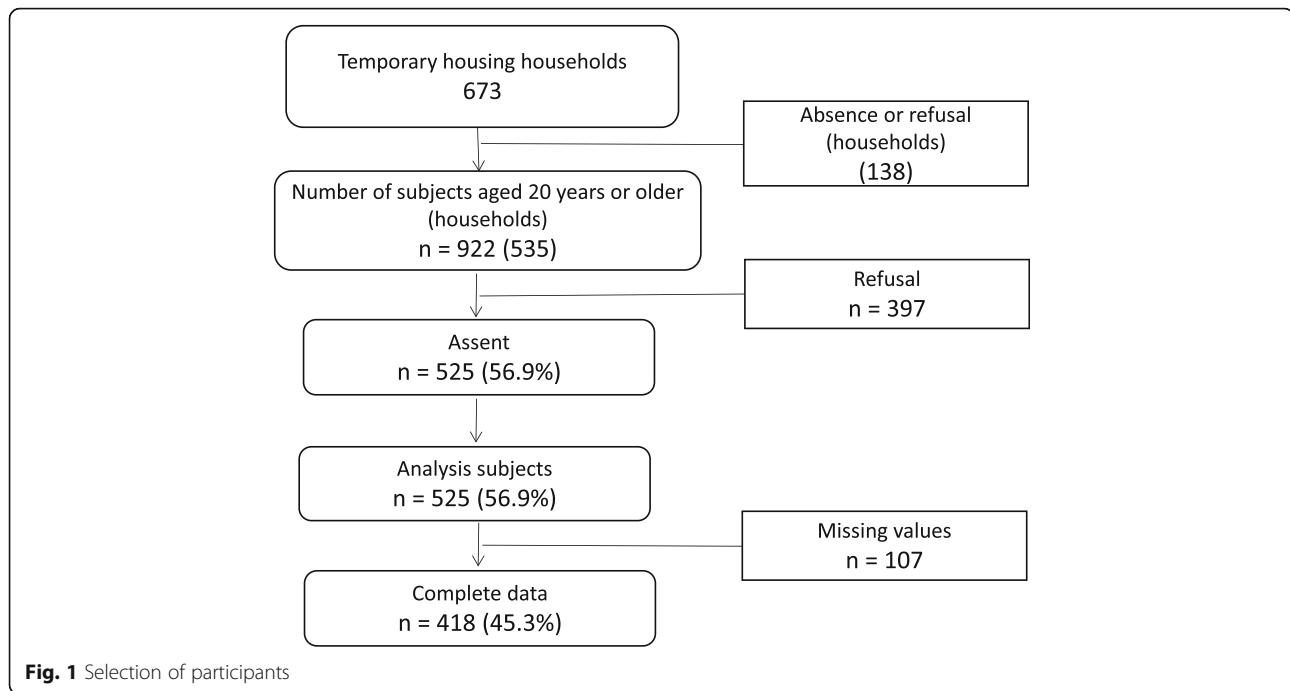 Temporary housing households
673
Absence or refusal
(households)
(138)
Number of subjects aged 20 years or older
(households)
n = 922 (535)
Refusal
n = 397
Assent
n = 525 (56.9%)
Analysis subjects
n = 525 (56.9%)
Missing values
n = 107
Complete data
n = 418 (45.3%)
Fig. 1 Selection of participants